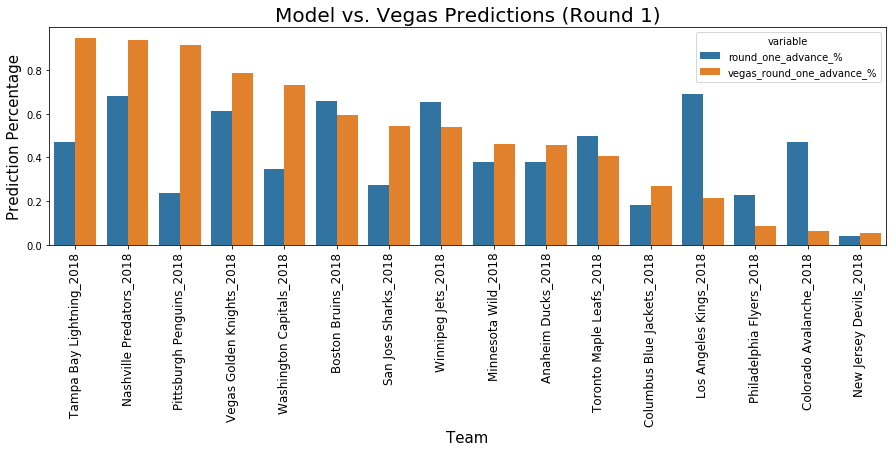 Model vs. Vegas Predictions (Round 1)
variable
round_one_advance_%
vegas_round_one_advance_%
Prediction Percentage
0.8
0.6
0.4
0.2
0.0
Tampa Bay Lightning_2018
Nashville Predators_2018
Pittsburgh Penguins_2018
Vegas Golden Knights_2018
Washington Capitals_2018
Boston Bruins_2018
San Jose Sharks_2018
Winnipeg Jets_2018
Minnesota Wild_2018
Anaheim Ducks_2018
Toronto Maple Leafs_2018
Columbus Blue Jackets_2018
Los Angeles Kings_2018
Philadelphia Flyers_2018
Colorado Avalanche_2018
New Jersey Devils_2018
Team